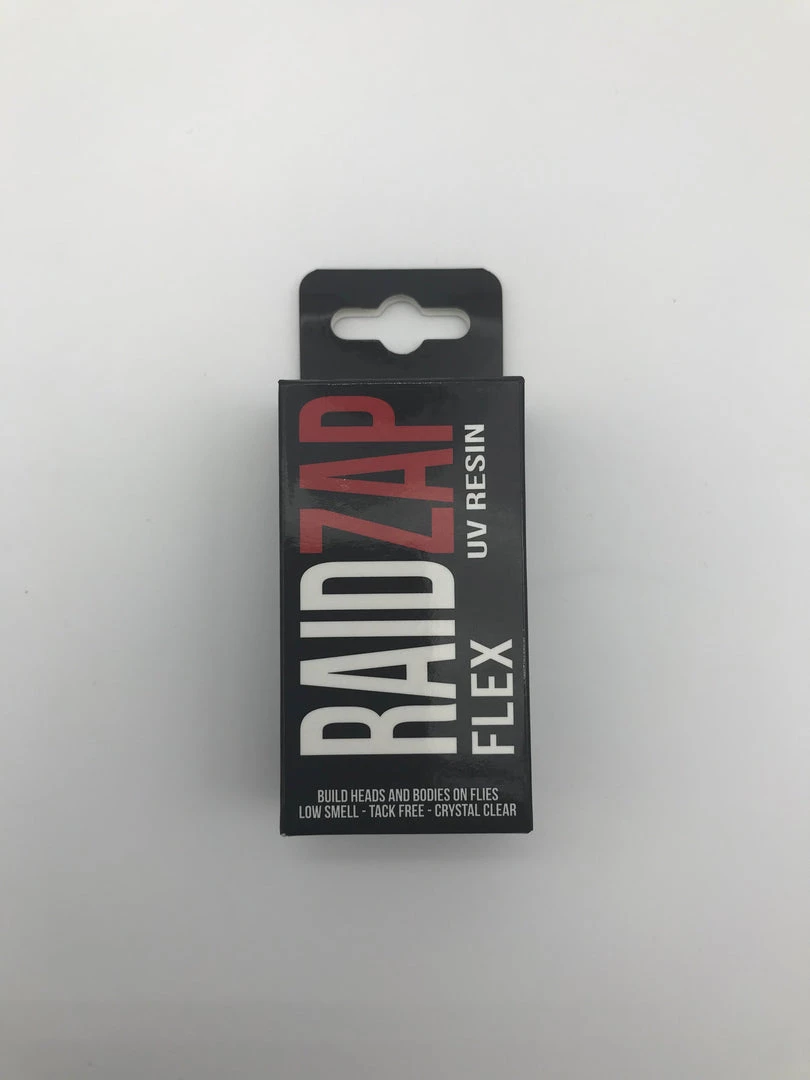 RAIDZAP
FLEX UV RESIN
BUILD HEADS AND BODIES ON FLIES
LOW SMELL - TACK FREE - CRYSTAL CLEAR